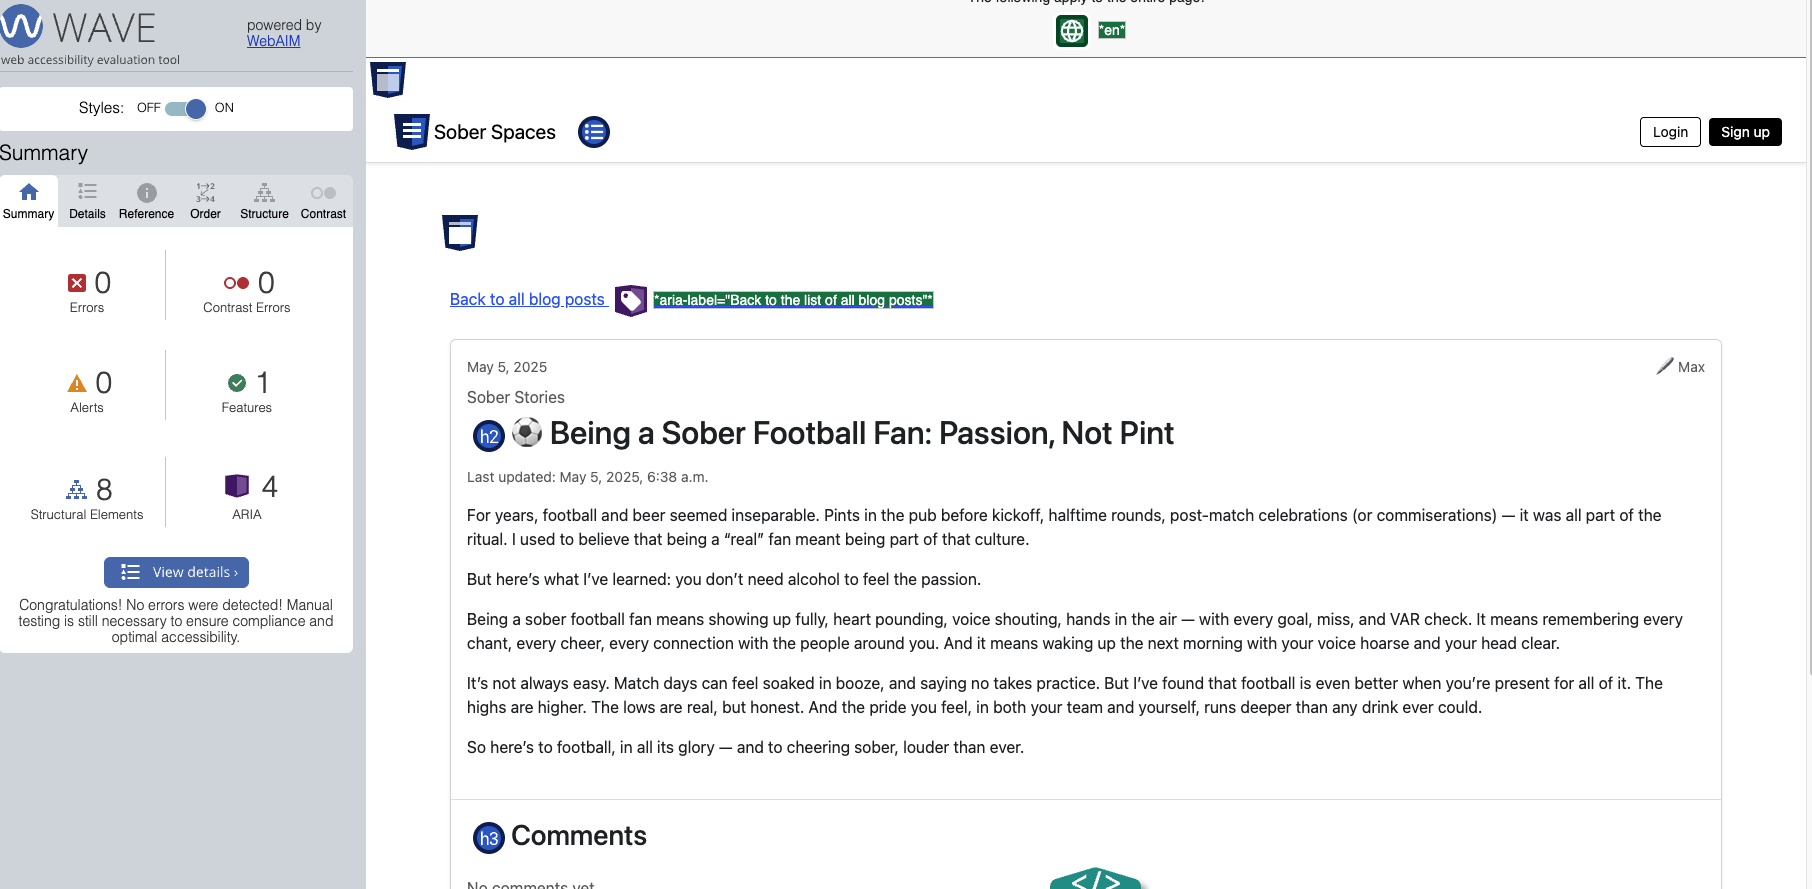 WAVE
powered by
WebAIM
web accessibility evaluation tool
Styles: OFF ON
Summary
Summary Details Reference Order Structure Contrast
0 Errors
0 Contrast Errors
0 Alerts
1 Features
8 Structural Elements
4 ARIA
View details ›
Congratulations! No errors were detected! Manual
testing is still necessary to ensure compliance and
optimal accessibility.
The following apply to the entire page:
*en*
Sober Spaces
Login
Sign up
Back to all blog posts *aria-label="Back to the list of all blog posts"*
May 5, 2025
Max
Sober Stories
h2 ⚽ Being a Sober Football Fan: Passion, Not Pint
Last updated: May 5, 2025, 6:38 a.m.
For years, football and beer seemed inseparable. Pints in the pub before kickoff, halftime rounds, post-match celebrations (or commiserations) — it was all part of the
ritual. I used to believe that being a “real” fan meant being part of that culture.
But here’s what I’ve learned: you don’t need alcohol to feel the passion.
Being a sober football fan means showing up fully, heart pounding, voice shouting, hands in the air — with every goal, miss, and VAR check. It means remembering every
chant, every cheer, every connection with the people around you. And it means waking up the next morning with your voice hoarse and your head clear.
It’s not always easy. Match days can feel soaked in booze, and saying no takes practice. But I’ve found that football is even better when you’re present for all of it. The
highs are higher. The lows are real, but honest. And the pride you feel, in both your team and yourself, runs deeper than any drink ever could.
So here’s to football, in all its glory — and to cheering sober, louder than ever.
h3 Comments
No comments yet